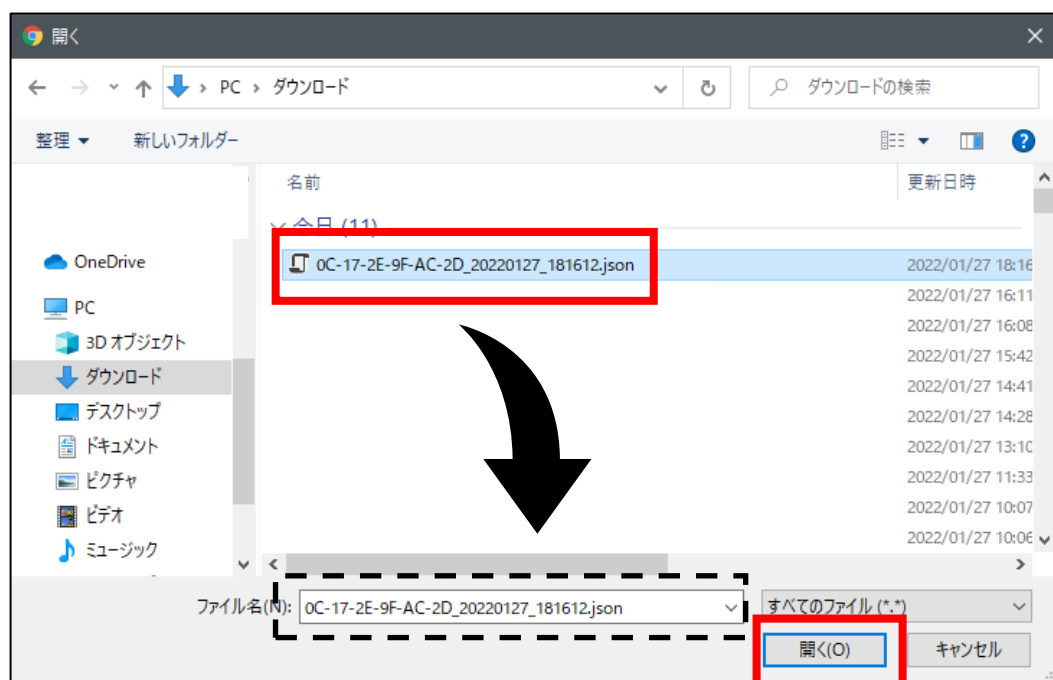 開く
PC › ダウンロード
ダウンロードの検索
整理
新しいフォルダー
名前
更新日時
今日 (11)
0C-17-2E-9F-AC-2D_20220127_181612.json
2022/01/27 18:16
2022/01/27 16:11
2022/01/27 16:08
2022/01/27 15:42
2022/01/27 14:41
2022/01/27 14:28
2022/01/27 13:10
2022/01/27 11:33
2022/01/27 10:07
2022/01/27 10:06
OneDrive
PC
3D オブジェクト
ダウンロード
デスクトップ
ドキュメント
ピクチャ
ビデオ
ミュージック
ファイル名(N):
0C-17-2E-9F-AC-2D_20220127_181612.json
すべてのファイル (*.*)
開く(O)
キャンセル